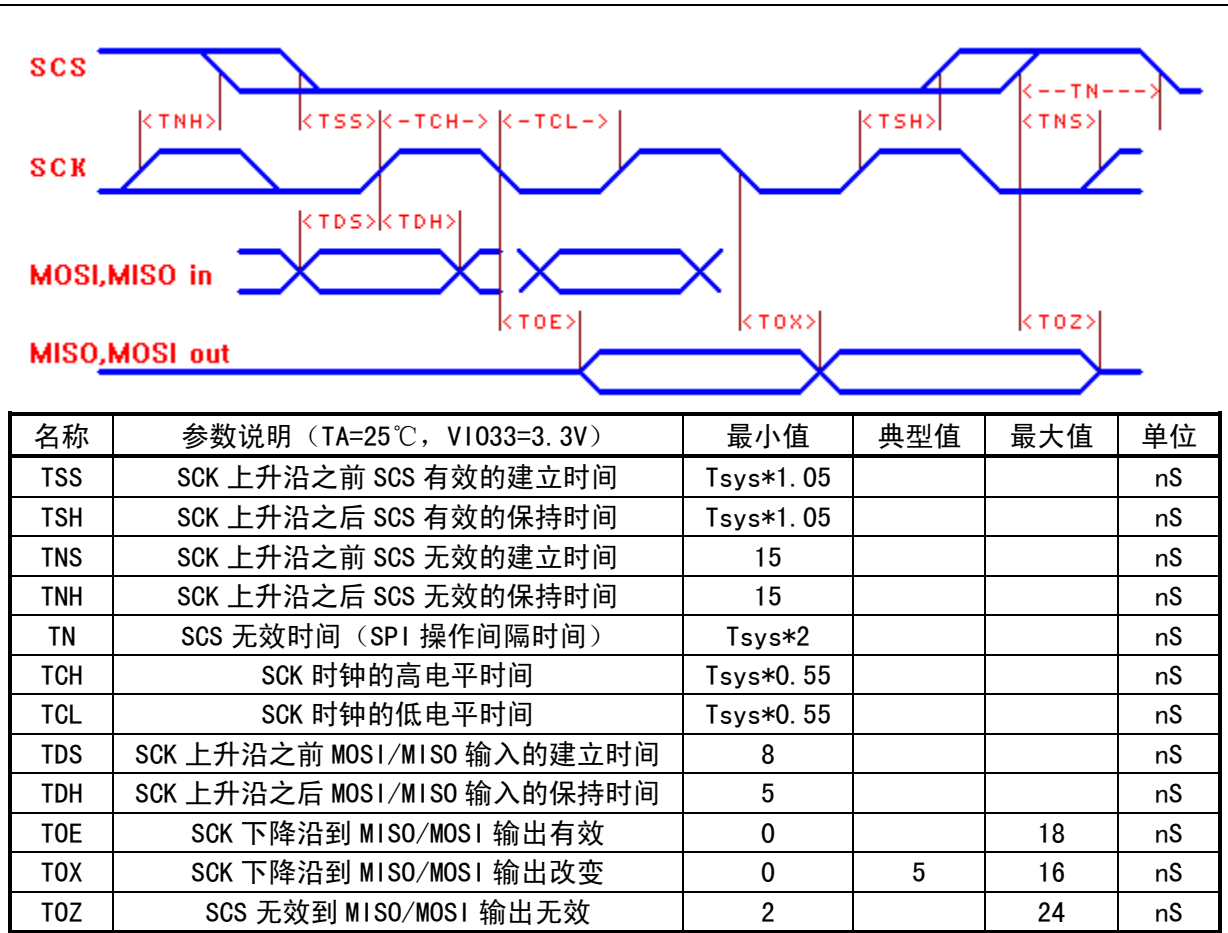 SCS
<--TN--->
<TNH> <TSS> <-TCH-> <-TCL-> <TSH> <TNS>
SCK
<TDS> <TDH>
MOSI,MISO in
<TOE> <TOX> <TOZ>
MISO,MOSI out
名称 参数说明（TA=25℃，VIO33=3.3V） 最小值 典型值 最大值 单位
TSS SCK 上升沿之前 SCS 有效的建立时间 Tsys*1.05 nS
TSH SCK 上升沿之后 SCS 有效的保持时间 Tsys*1.05 nS
TNS SCK 上升沿之前 SCS 无效的建立时间 15 nS
TNH SCK 上升沿之后 SCS 无效的保持时间 15 nS
TN SCS 无效时间（SPI 操作间隔时间） Tsys*2 nS
TCH SCK 时钟的高电平时间 Tsys*0.55 nS
TCL SCK 时钟的低电平时间 Tsys*0.55 nS
TDS SCK 上升沿之前 MOSI/MISO 输入的建立时间 8 nS
TDH SCK 上升沿之后 MOSI/MISO 输入的保持时间 5 nS
TOE SCK 下降沿到 MISO/MOSI 输出有效 0 18 nS
TOX SCK 下降沿到 MISO/MOSI 输出改变 0 5 16 nS
TOZ SCS 无效到 MISO/MOSI 输出无效 2 24 nS